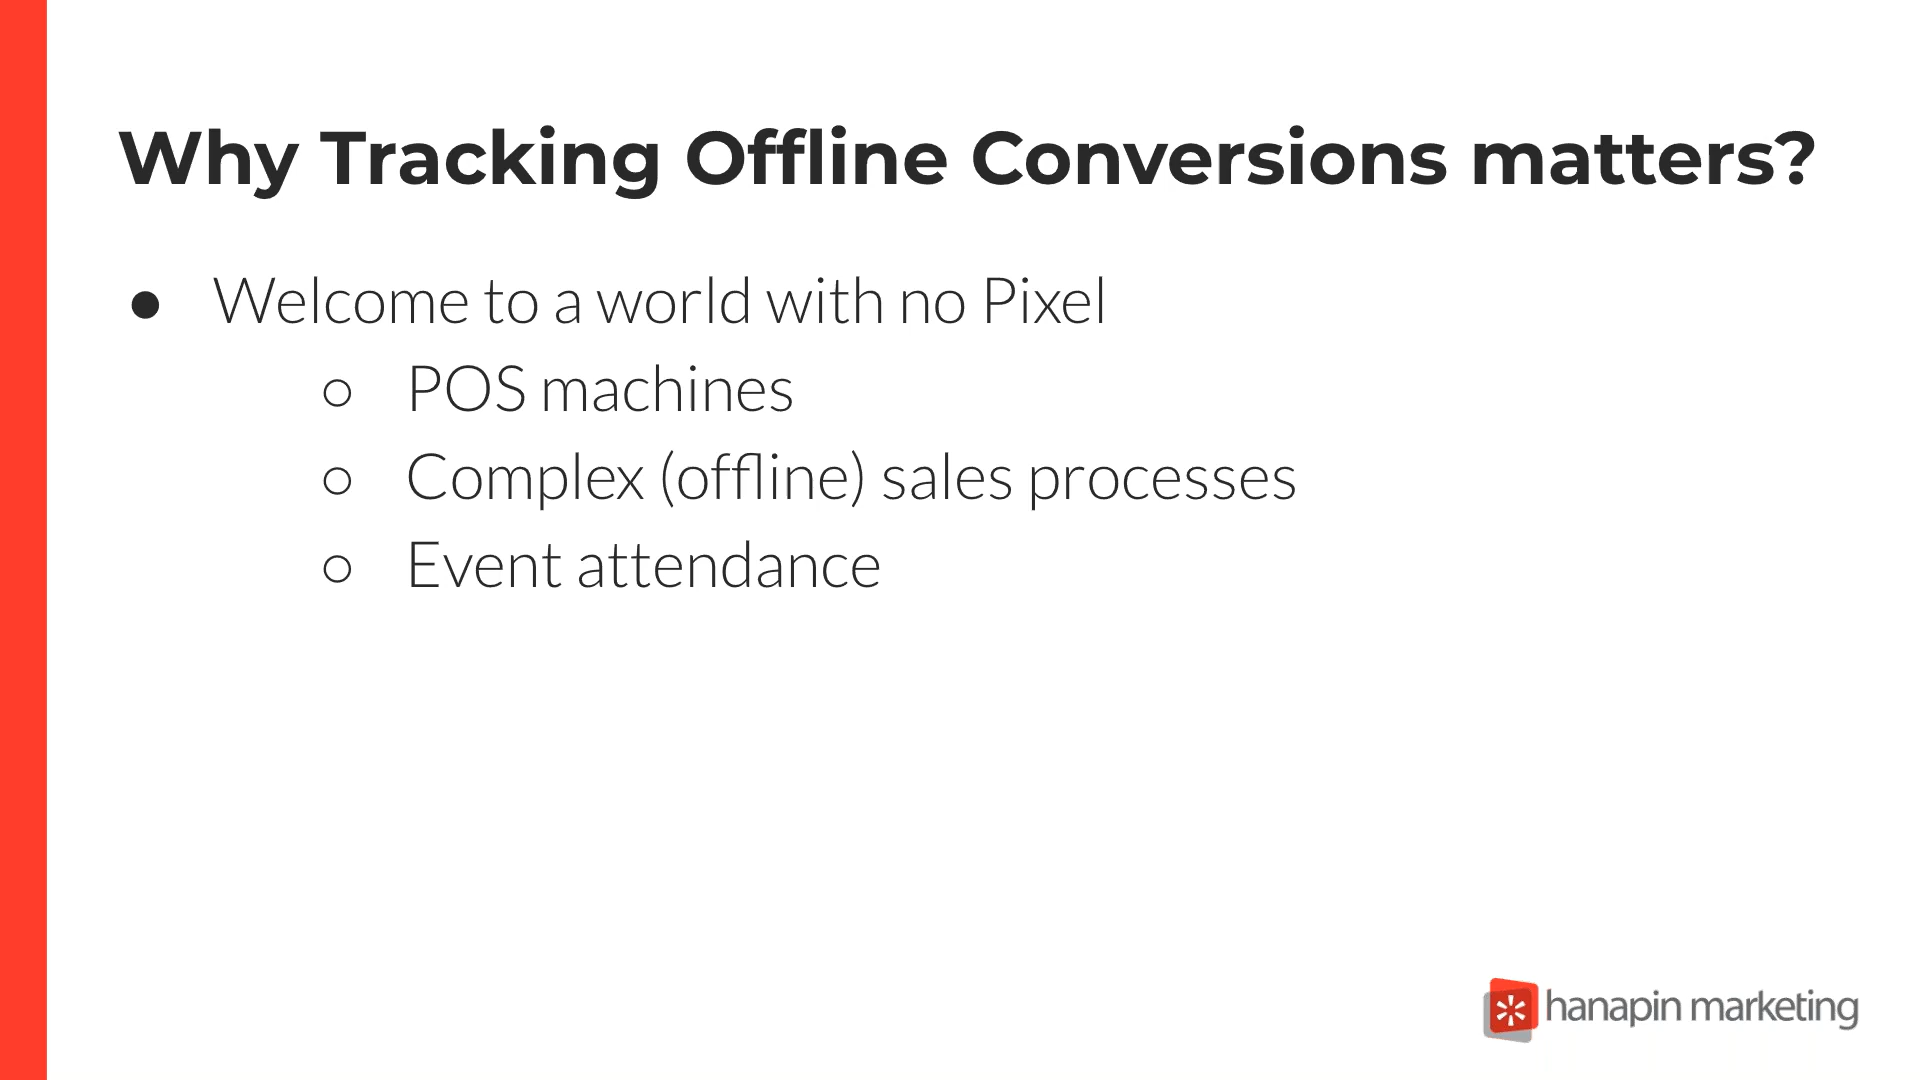 Why Tracking Offline Conversions matters?
● Welcome to a world with no Pixel
○ POS machines
○ Complex (offline) sales processes
○ Event attendance
hanapin marketing